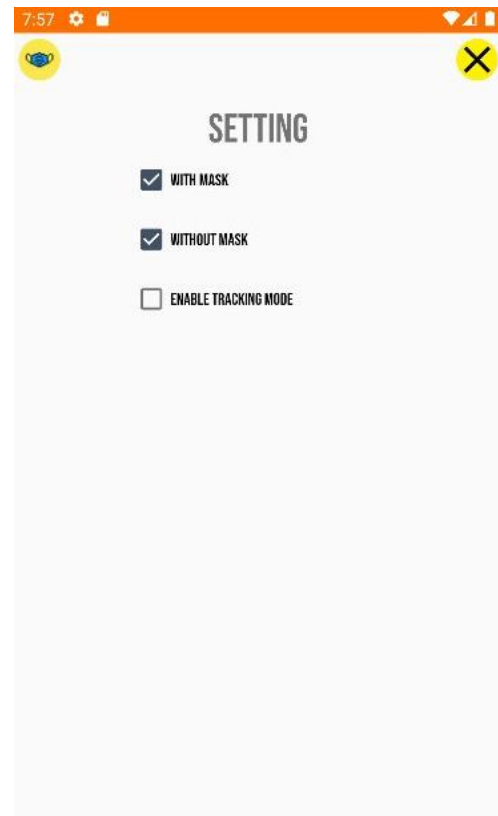 7:57
SETTING
WITH MASK
WITHOUT MASK
ENABLE TRACKING MODE